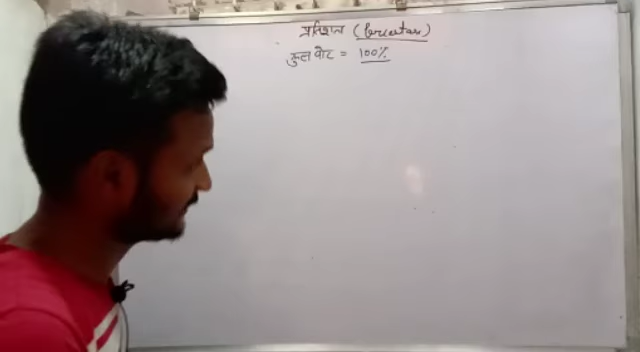 प्रतिशत (Percentage)
कुल वोट = 100%